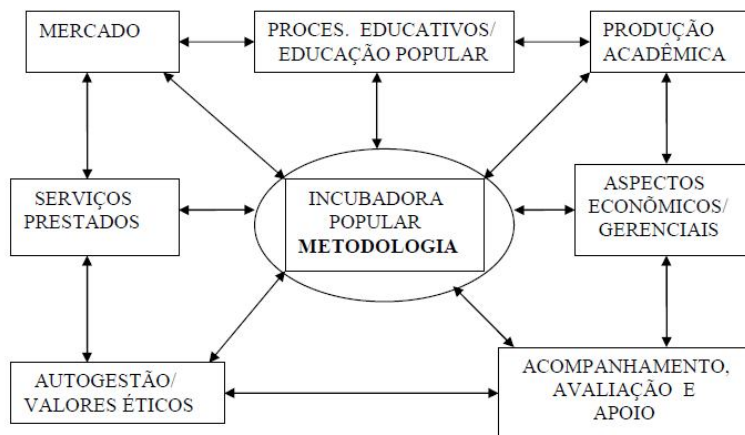 MERCADO
PROCES. EDUCATIVOS/
EDUCAÇÃO POPULAR
PRODUÇÃO
ACADÊMICA
SERVIÇOS
PRESTADOS
INCUBADORA
POPULAR
METODOLOGIA
ASPECTOS
ECONÕMICOS/
GERENCIAIS
AUTOGESTÃO/
VALORES ÉTICOS
ACOMPANHAMENTO,
AVALIAÇÃO E
APOIO